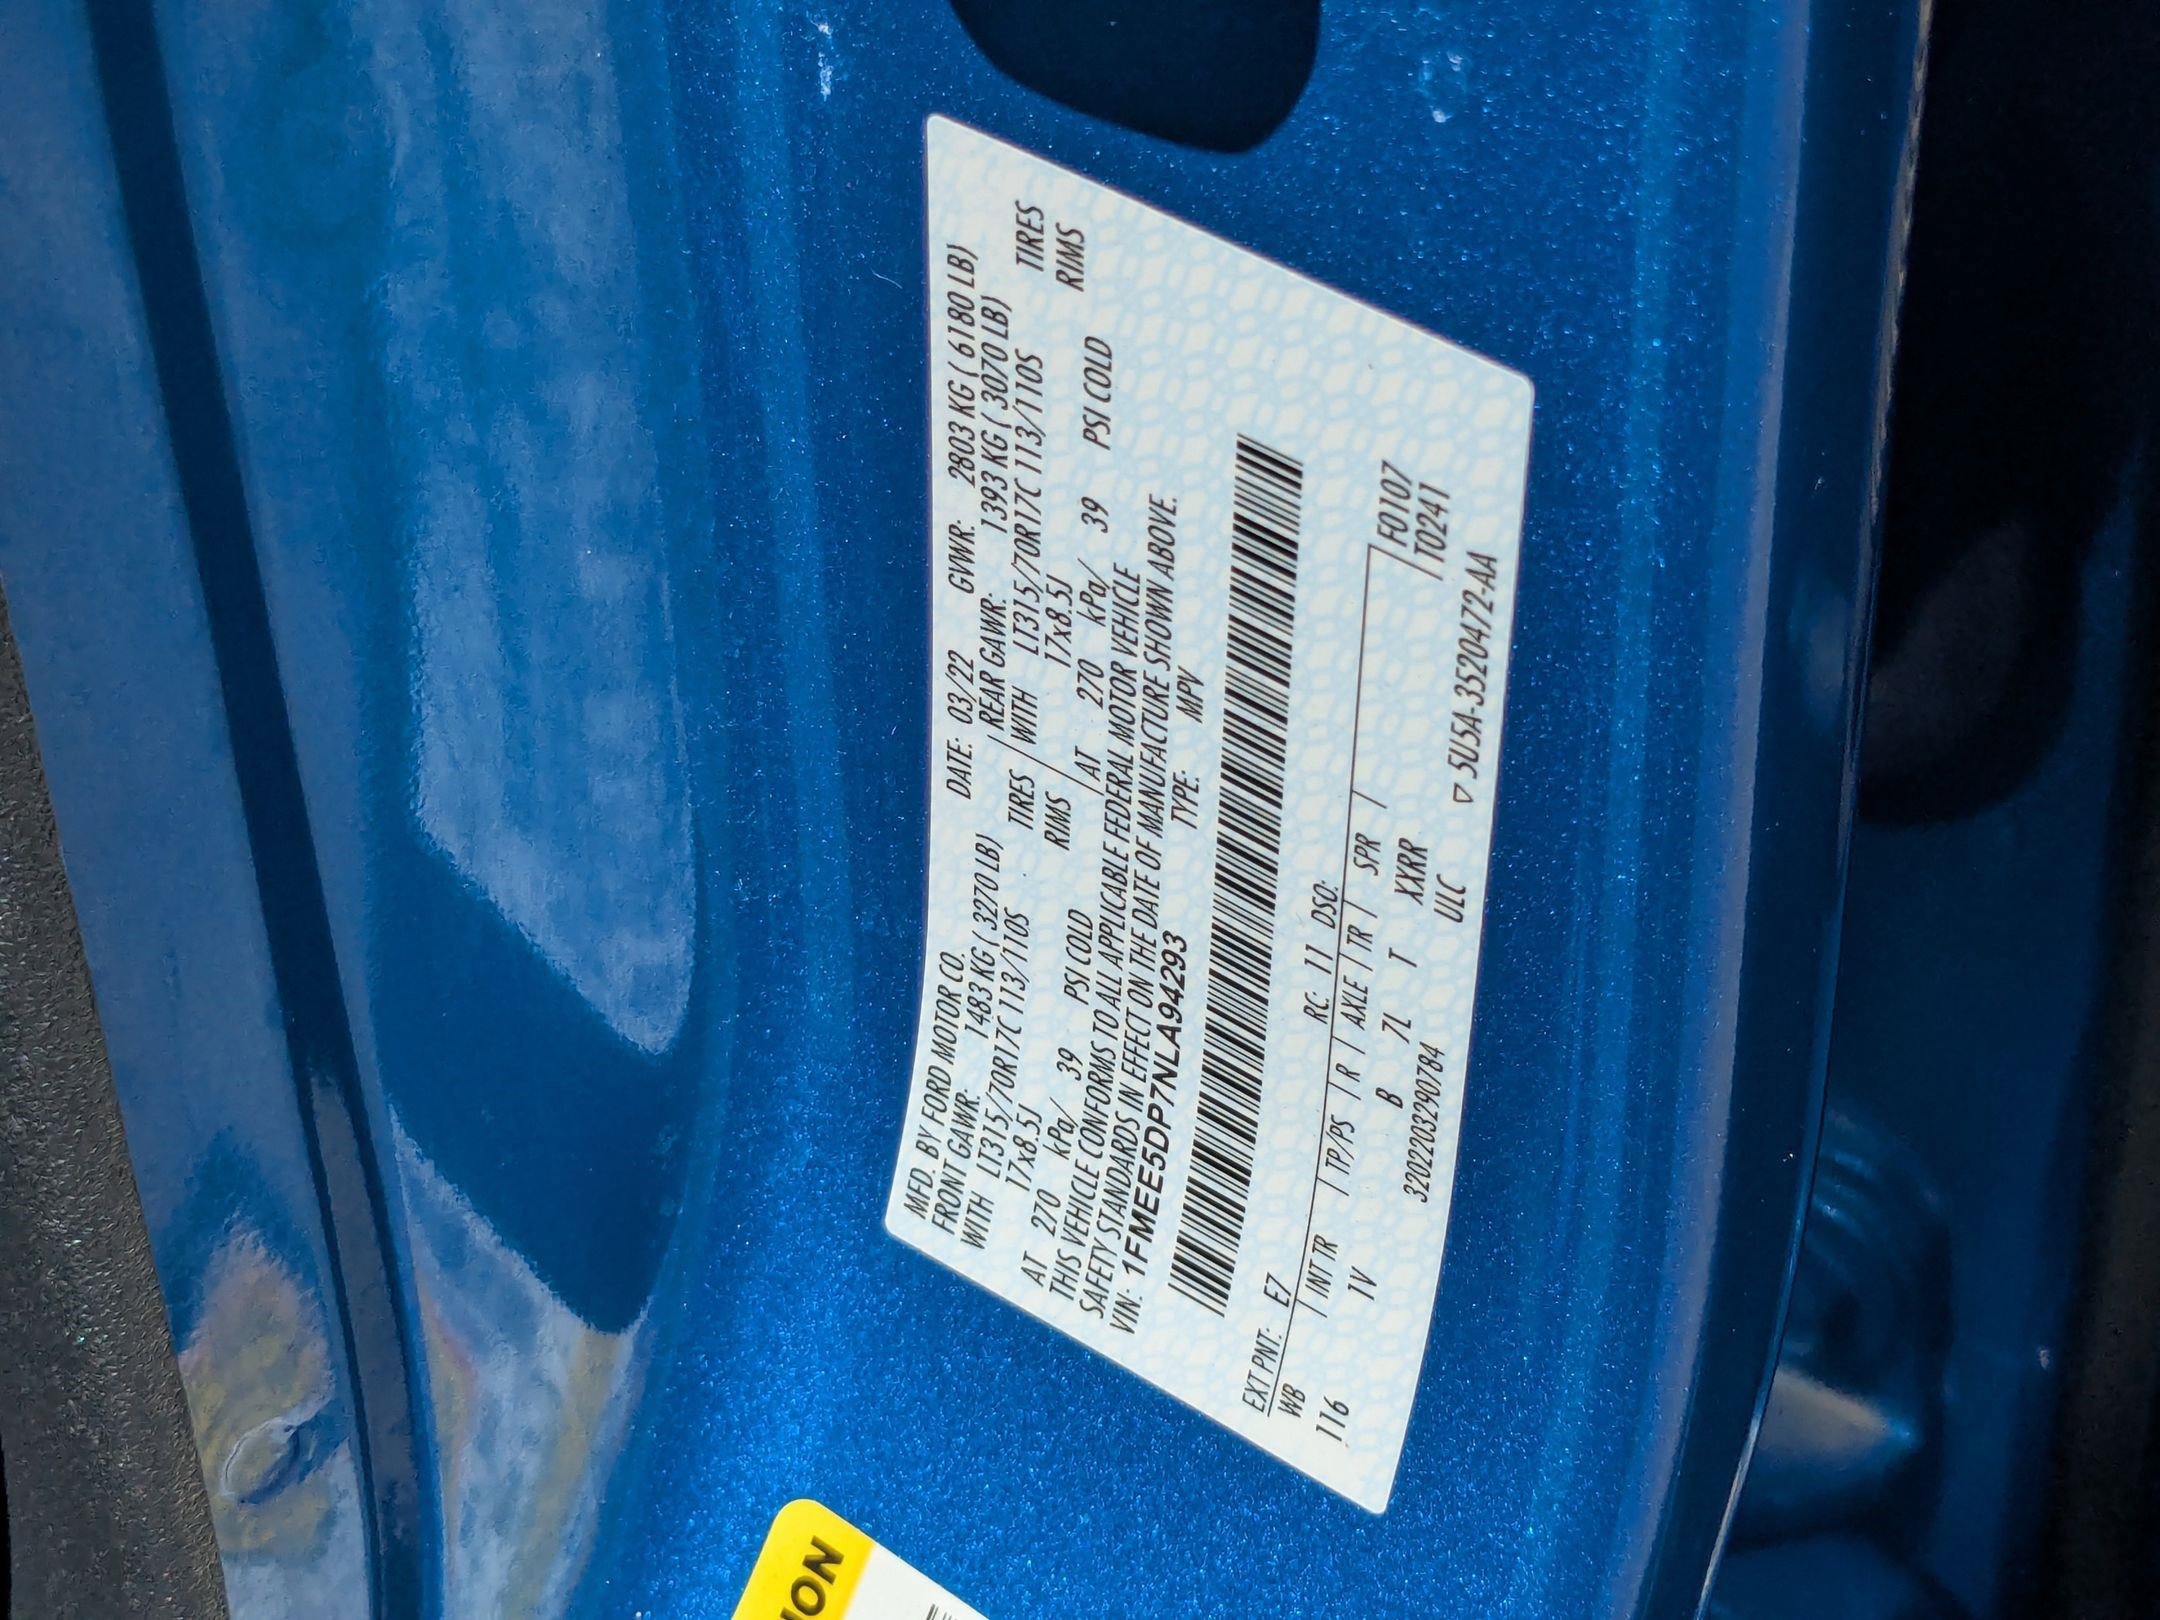 MFD. BY FORD MOTOR CO. DATE: 03/22 GVWR: 2803 KG ( 6180 LB)
FRONT GAWR: 1483 KG ( 3270 LB) REAR GAWR: 1393 KG ( 3070 LB)
WITH LT315/70R17C 113/110S TIRES WITH LT315/70R17C 113/110S TIRES
17x8.5J RIMS 17x8.5J RIMS
AT 270 kPa/ 39 PSI COLD AT 270 kPa/ 39 PSI COLD
THIS VEHICLE CONFORMS TO ALL APPLICABLE FEDERAL MOTOR VEHICLE
SAFETY STANDARDS IN EFFECT ON THE DATE OF MANUFACTURE SHOWN ABOVE.
VIN: 1FMEE5DP7NLA94293 TYPE: MPV
EXT PNT: E7 RC: 11 DSO:
WB INT TR TP/PS R AXLE TR SPR F0107
116 1V B 7L T XXRR T0241
3202203290784 ULC ▽ 5U5A-3520472-AA